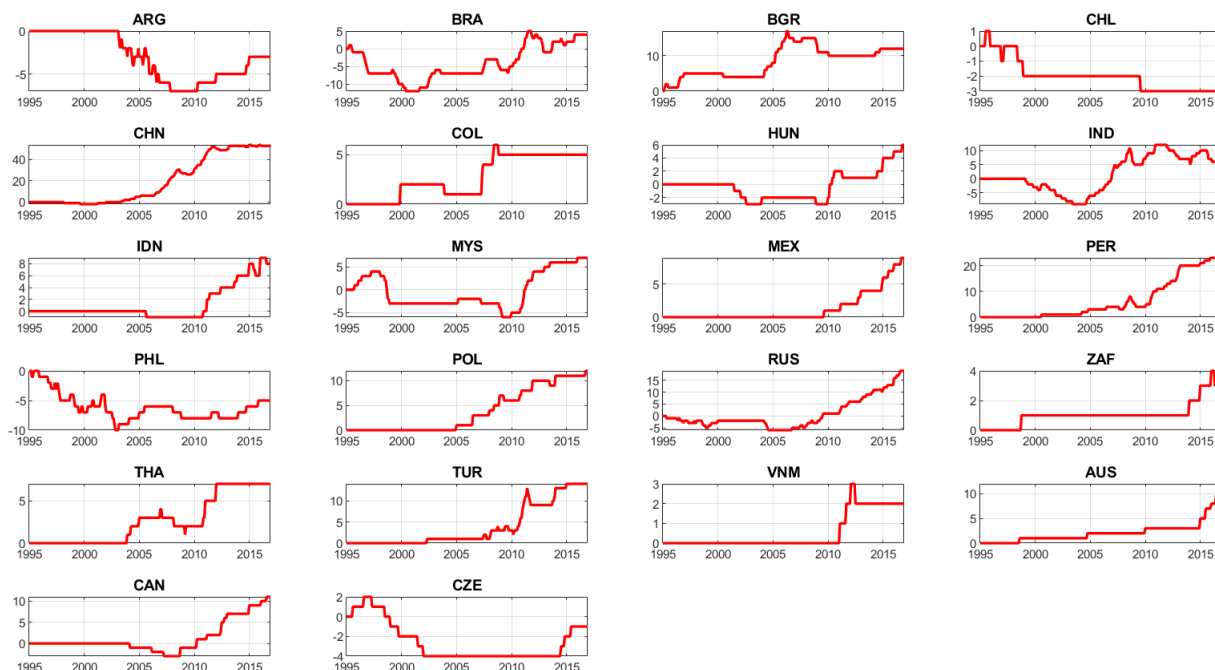 ARG BRA BGR CHL
0 5 1
0 10 0
-5 -5 -1
-10 0 -2
-3
1995 2000 2005 2010 2015 1995 2000 2005 2010 2015 1995 2000 2005 2010 2015 1995 2000 2005 2010 2015
CHN COL HUN IND
40 5 6 10
20 4 5
0 0 2 0
0 -5
-2
1995 2000 2005 2010 2015 1995 2000 2005 2010 2015 1995 2000 2005 2010 2015 1995 2000 2005 2010 2015
IDN MYS MEX PER
8 5 5 20
6 0 0 10
4 -5 0
2
0
1995 2000 2005 2010 2015 1995 2000 2005 2010 2015 1995 2000 2005 2010 2015 1995 2000 2005 2010 2015
PHL POL RUS ZAF
0 10 15 4
-5 5 10 2
-10 0 5 0
0
-5
1995 2000 2005 2010 2015 1995 2000 2005 2010 2015 1995 2000 2005 2010 2015 1995 2000 2005 2010 2015
THA TUR VNM AUS
5 10 3 10
0 5 2 5
0 1 0
0
1995 2000 2005 2010 2015 1995 2000 2005 2010 2015 1995 2000 2005 2010 2015 1995 2000 2005 2010 2015
CAN CZE
10 2
5 0
0 -2
-4
1995 2000 2005 2010 2015 1995 2000 2005 2010 2015